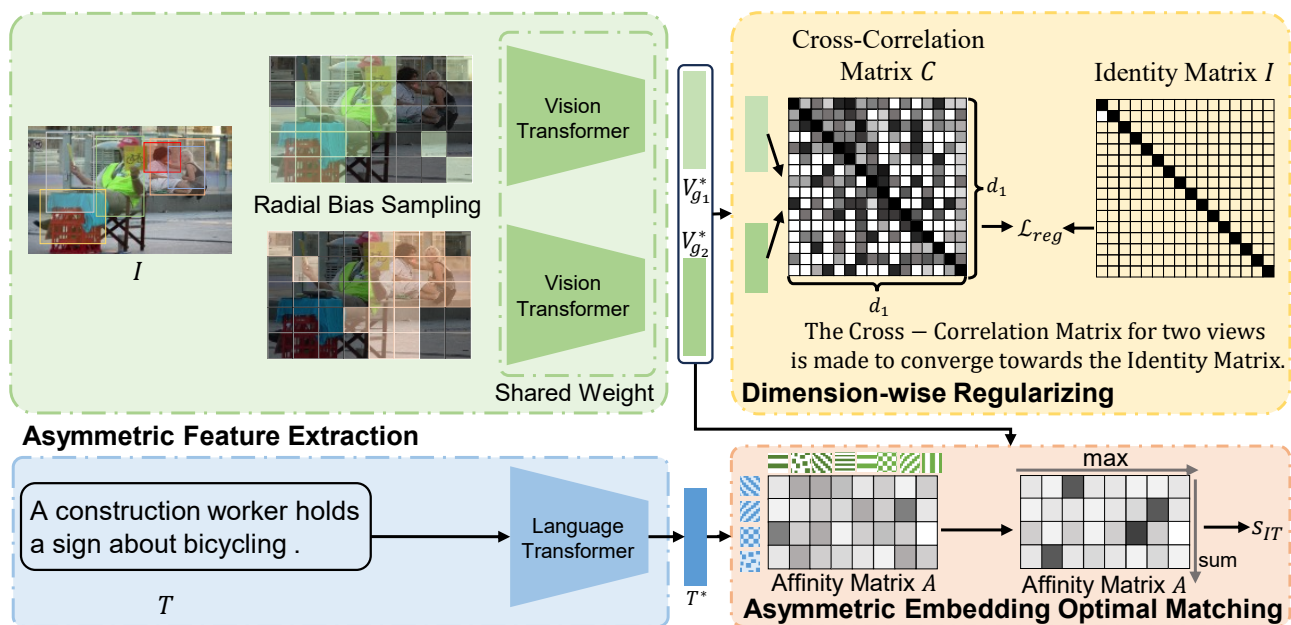 Radial Bias Sampling
I
Vision
Transformer
Vision
Transformer
Shared Weight
Asymmetric Feature Extraction
V*g1
V*g2
Cross-Correlation
Matrix C
Identity Matrix I
d1
d1
ℒreg
The Cross − Correlation Matrix for two views
is made to converge towards the Identity Matrix.
Dimension-wise Regularizing
A construction worker holds
a sign about bicycling .
T
Language
Transformer
T*
max
sum
sIT
Affinity Matrix A
Affinity Matrix A
Asymmetric Embedding Optimal Matching